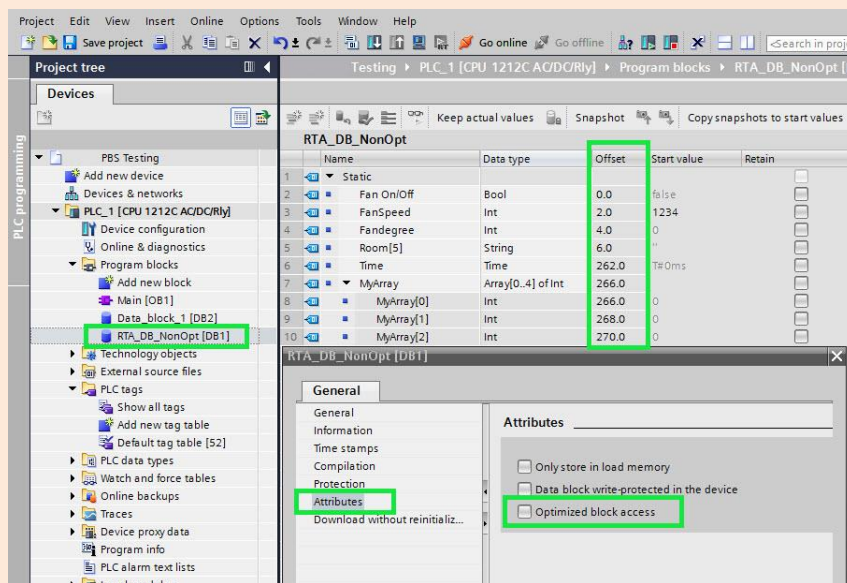 Project Edit View Insert Online Options Tools Window Help
Save project Go online Go offline <Search in proj
Project tree
Testing PLC_1 [CPU 1212C AC/DC/Rly] Program blocks RTA_DB_NonOpt [
Devices
Keep actual values Snapshot Copy snapshots to start values
PLC programming
RTA_DB_NonOpt
Name Data type Offset Start value Retain
1 Static
2 Fan On/Off Bool 0.0 false
3 FanSpeed Int 2.0 1234
4 Fandegree Int 4.0 0
5 Room[5] String 6.0 ''
6 Time Time 262.0 T#0ms
7 MyArray Array[0..4] of Int 266.0
8 MyArray[0] Int 266.0 0
9 MyArray[1] Int 268.0 0
10 MyArray[2] Int 270.0 0
PBS Testing
Add new device
Devices & networks
PLC_1 [CPU 1212C AC/DC/Rly]
Device configuration
Online & diagnostics
Program blocks
Add new block
Main [OB1]
Data_block_1 [DB2]
RTA_DB_NonOpt [DB1]
Technology objects
External source files
PLC tags
Show all tags
Add new tag table
Default tag table [52]
PLC data types
Watch and force tables
Online backups
Traces
Device proxy data
Program info
PLC alarm text lists
RTA_DB_NonOpt [DB1]
General
General
Information
Time stamps
Compilation
Protection
Attributes
Download without reinitializ...
Attributes
Only store in load memory
Data block write-protected in the device
Optimized block access